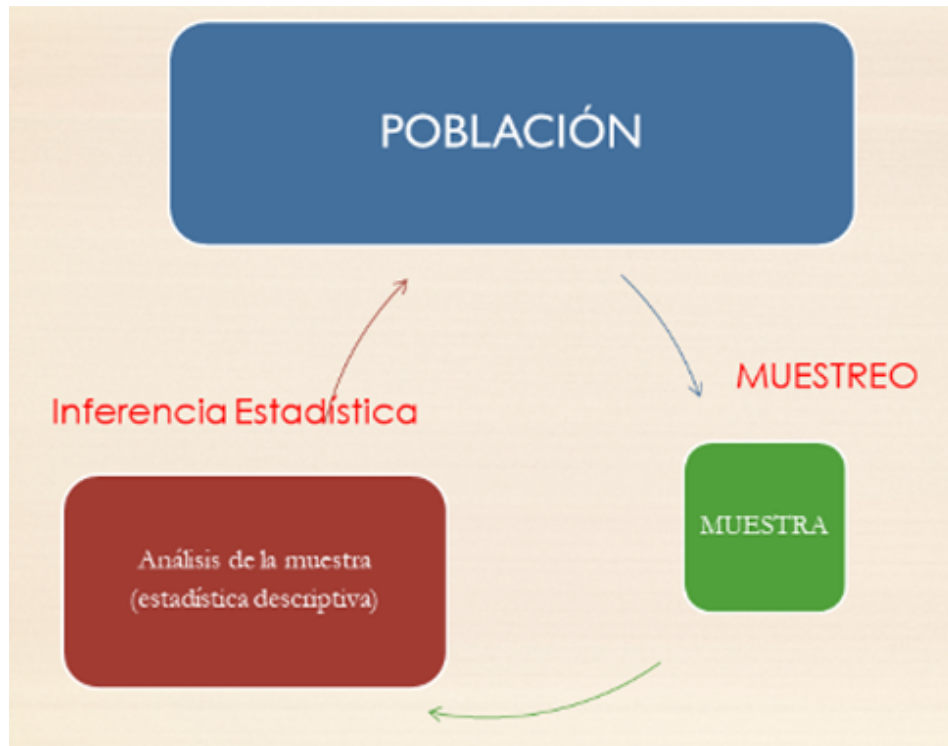 POBLACIÓN
MUESTREO
Inferencia Estadística
MUESTRA
Análisis de la muestra
(estadística descriptiva)